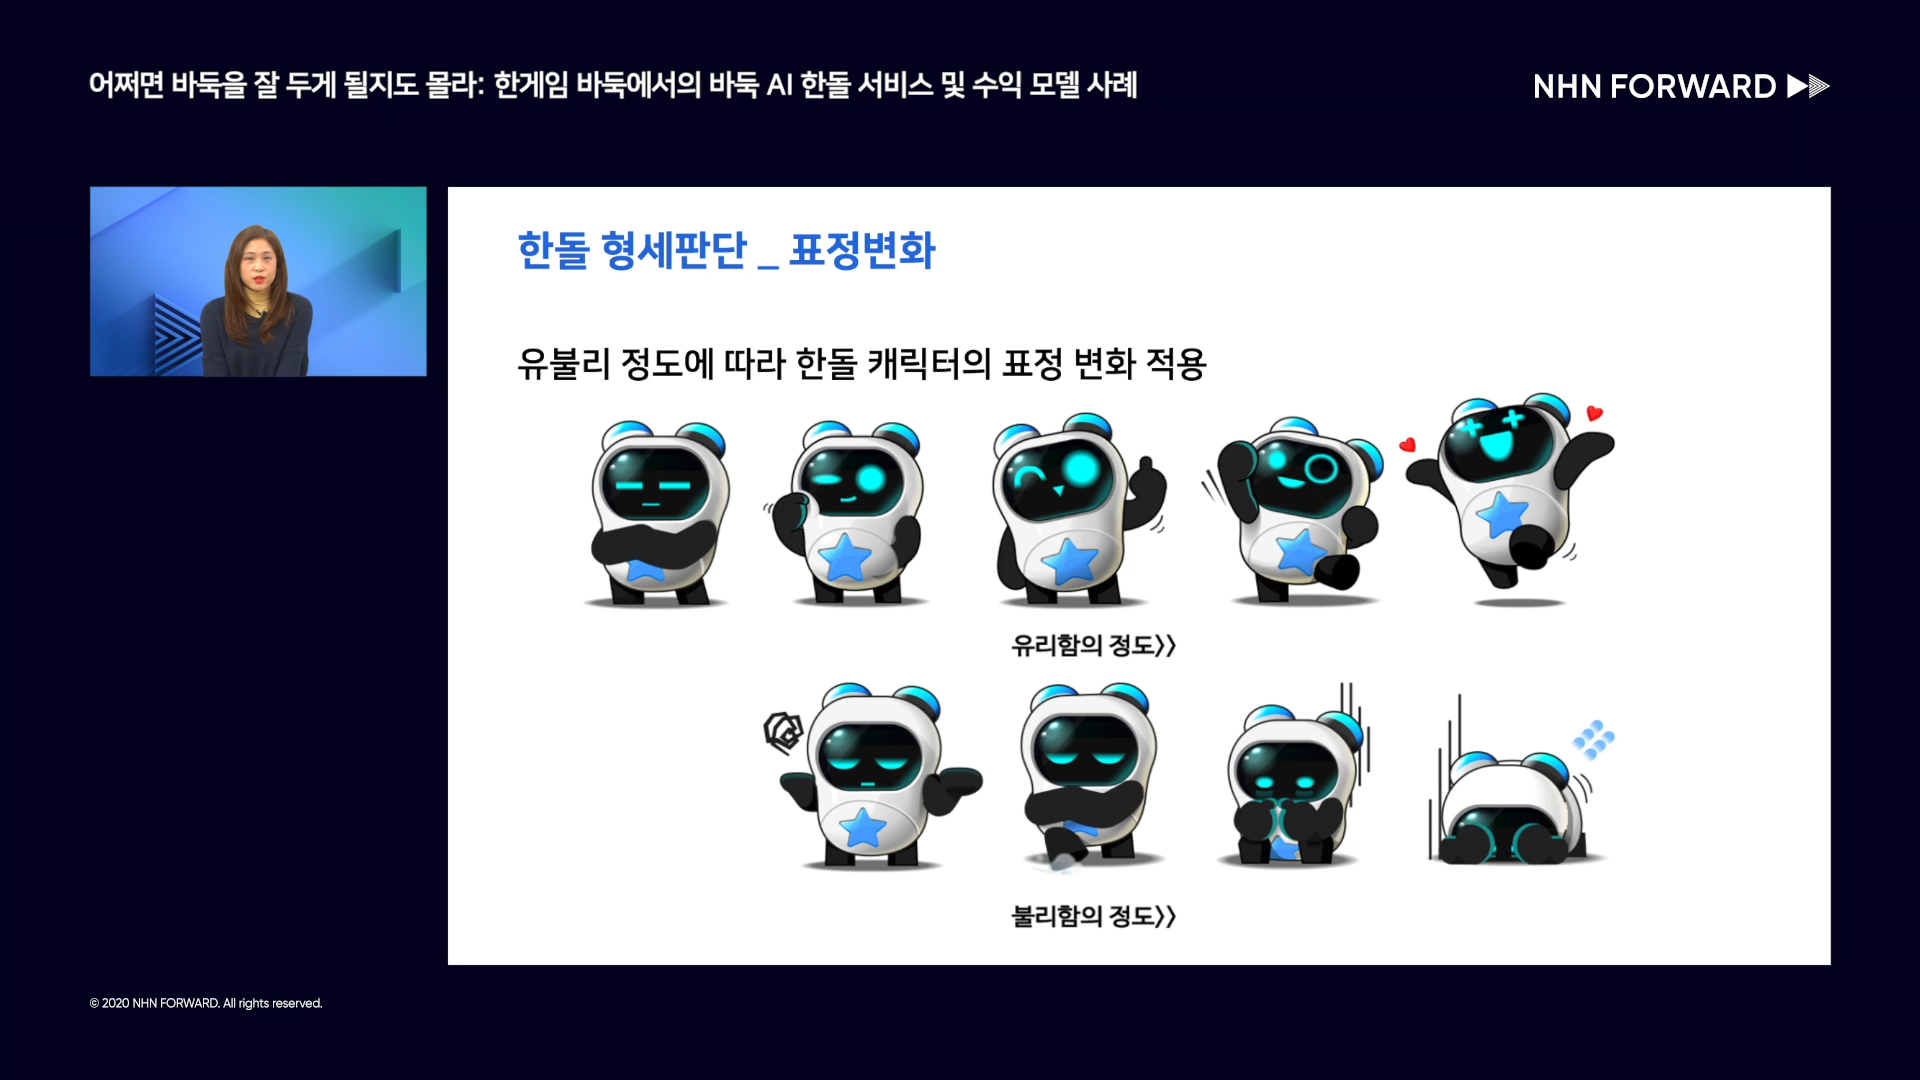 어쩌면 바둑을 잘 두게 될지도 몰라: 한게임 바둑에서의 바둑 AI 한돌 서비스 및 수익 모델 사례
NHN FORWARD
한돌 형세판단 _ 표정변화
유불리 정도에 따라 한돌 캐릭터의 표정 변화 적용
유리함의 정도>>
불리함의 정도>>
© 2020 NHN FORWARD. All rights reserved.